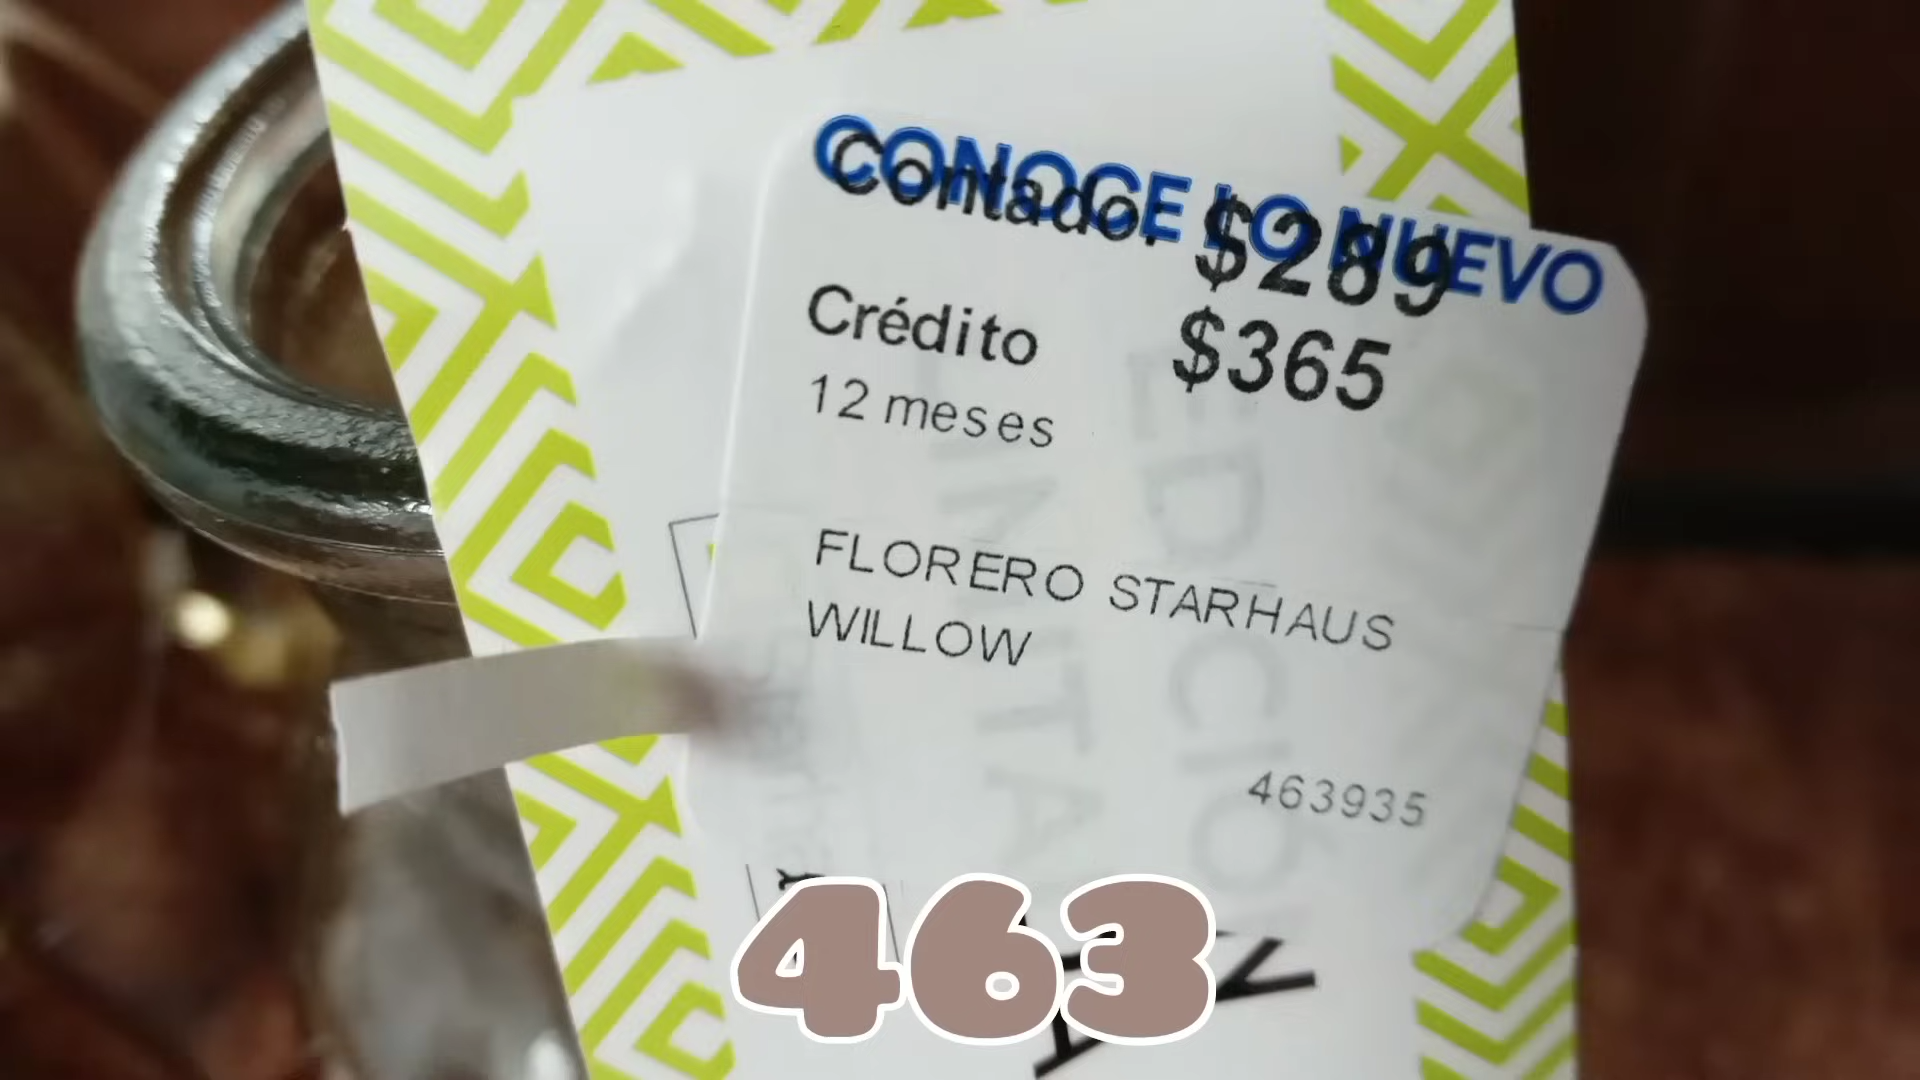 CONOCE LO NUEVO
Contado: $289
Crédito $365
12 meses
FLORERO STARHAUS
WILLOW
463935
463